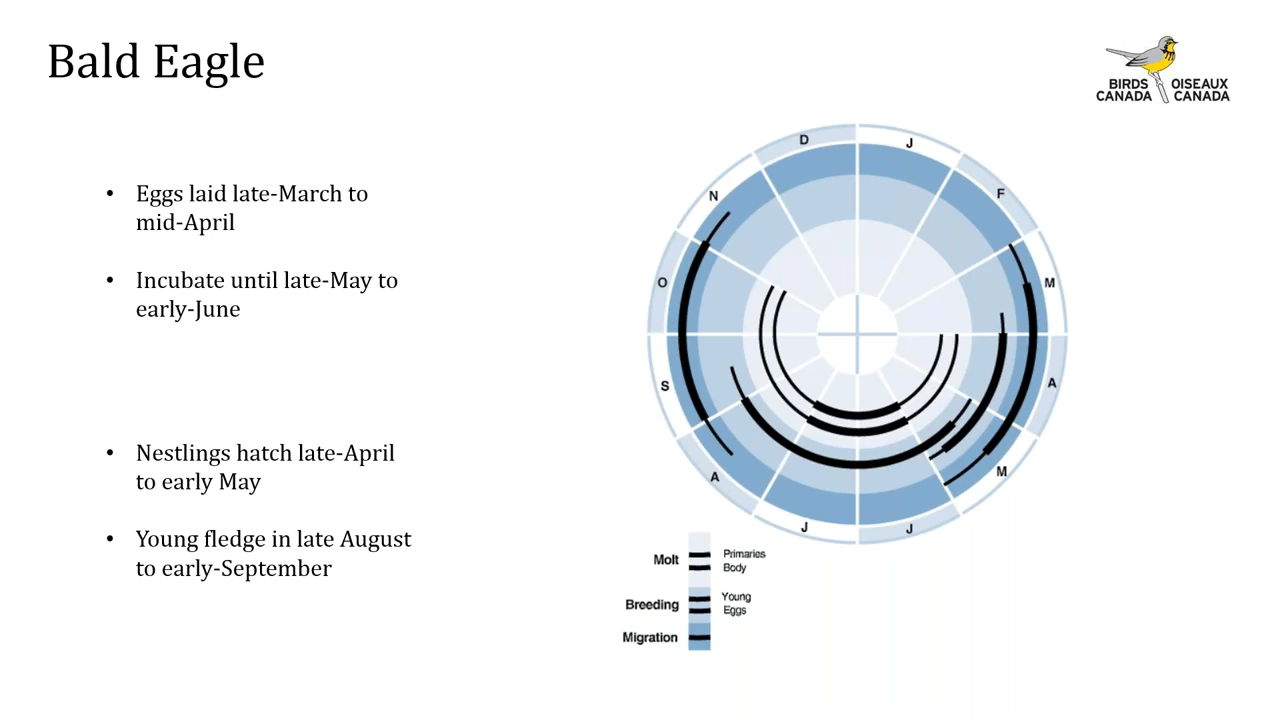 Bald Eagle
BIRDS OISEAUX
CANADA CANADA
• Eggs laid late-March to
mid-April
• Incubate until late-May to
early-June
• Nestlings hatch late-April
to early May
• Young fledge in late August
to early-September
D
J
N
F
O
M
S
A
A
M
J
J
Molt
Primaries
Body
Breeding
Young
Eggs
Migration